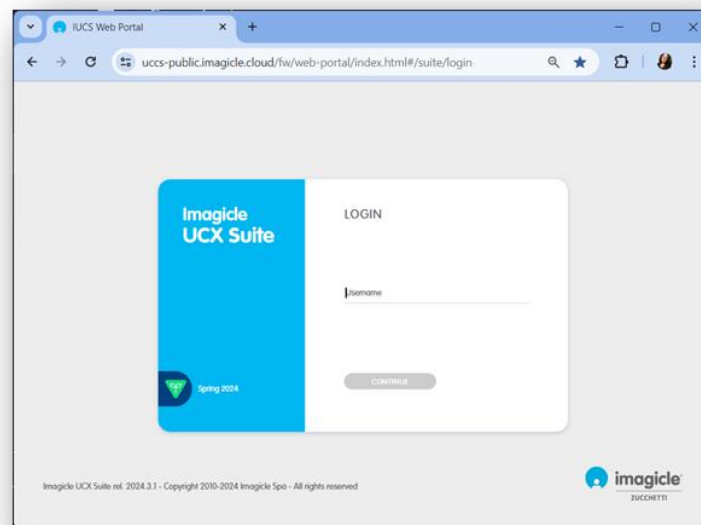 IUCS Web Portal
uccs-public.imagicle.cloud/fw/web-portal/index.html#/suite/login
Imagicle
UCX Suite
LOGIN
Username
Spring 2024
CONTINUE
Imagicle UCX Suite rel. 2024.3.1 - Copyright 2010-2024 Imagicle Spa - All rights reserved
imagicle
ZUCCHETTI